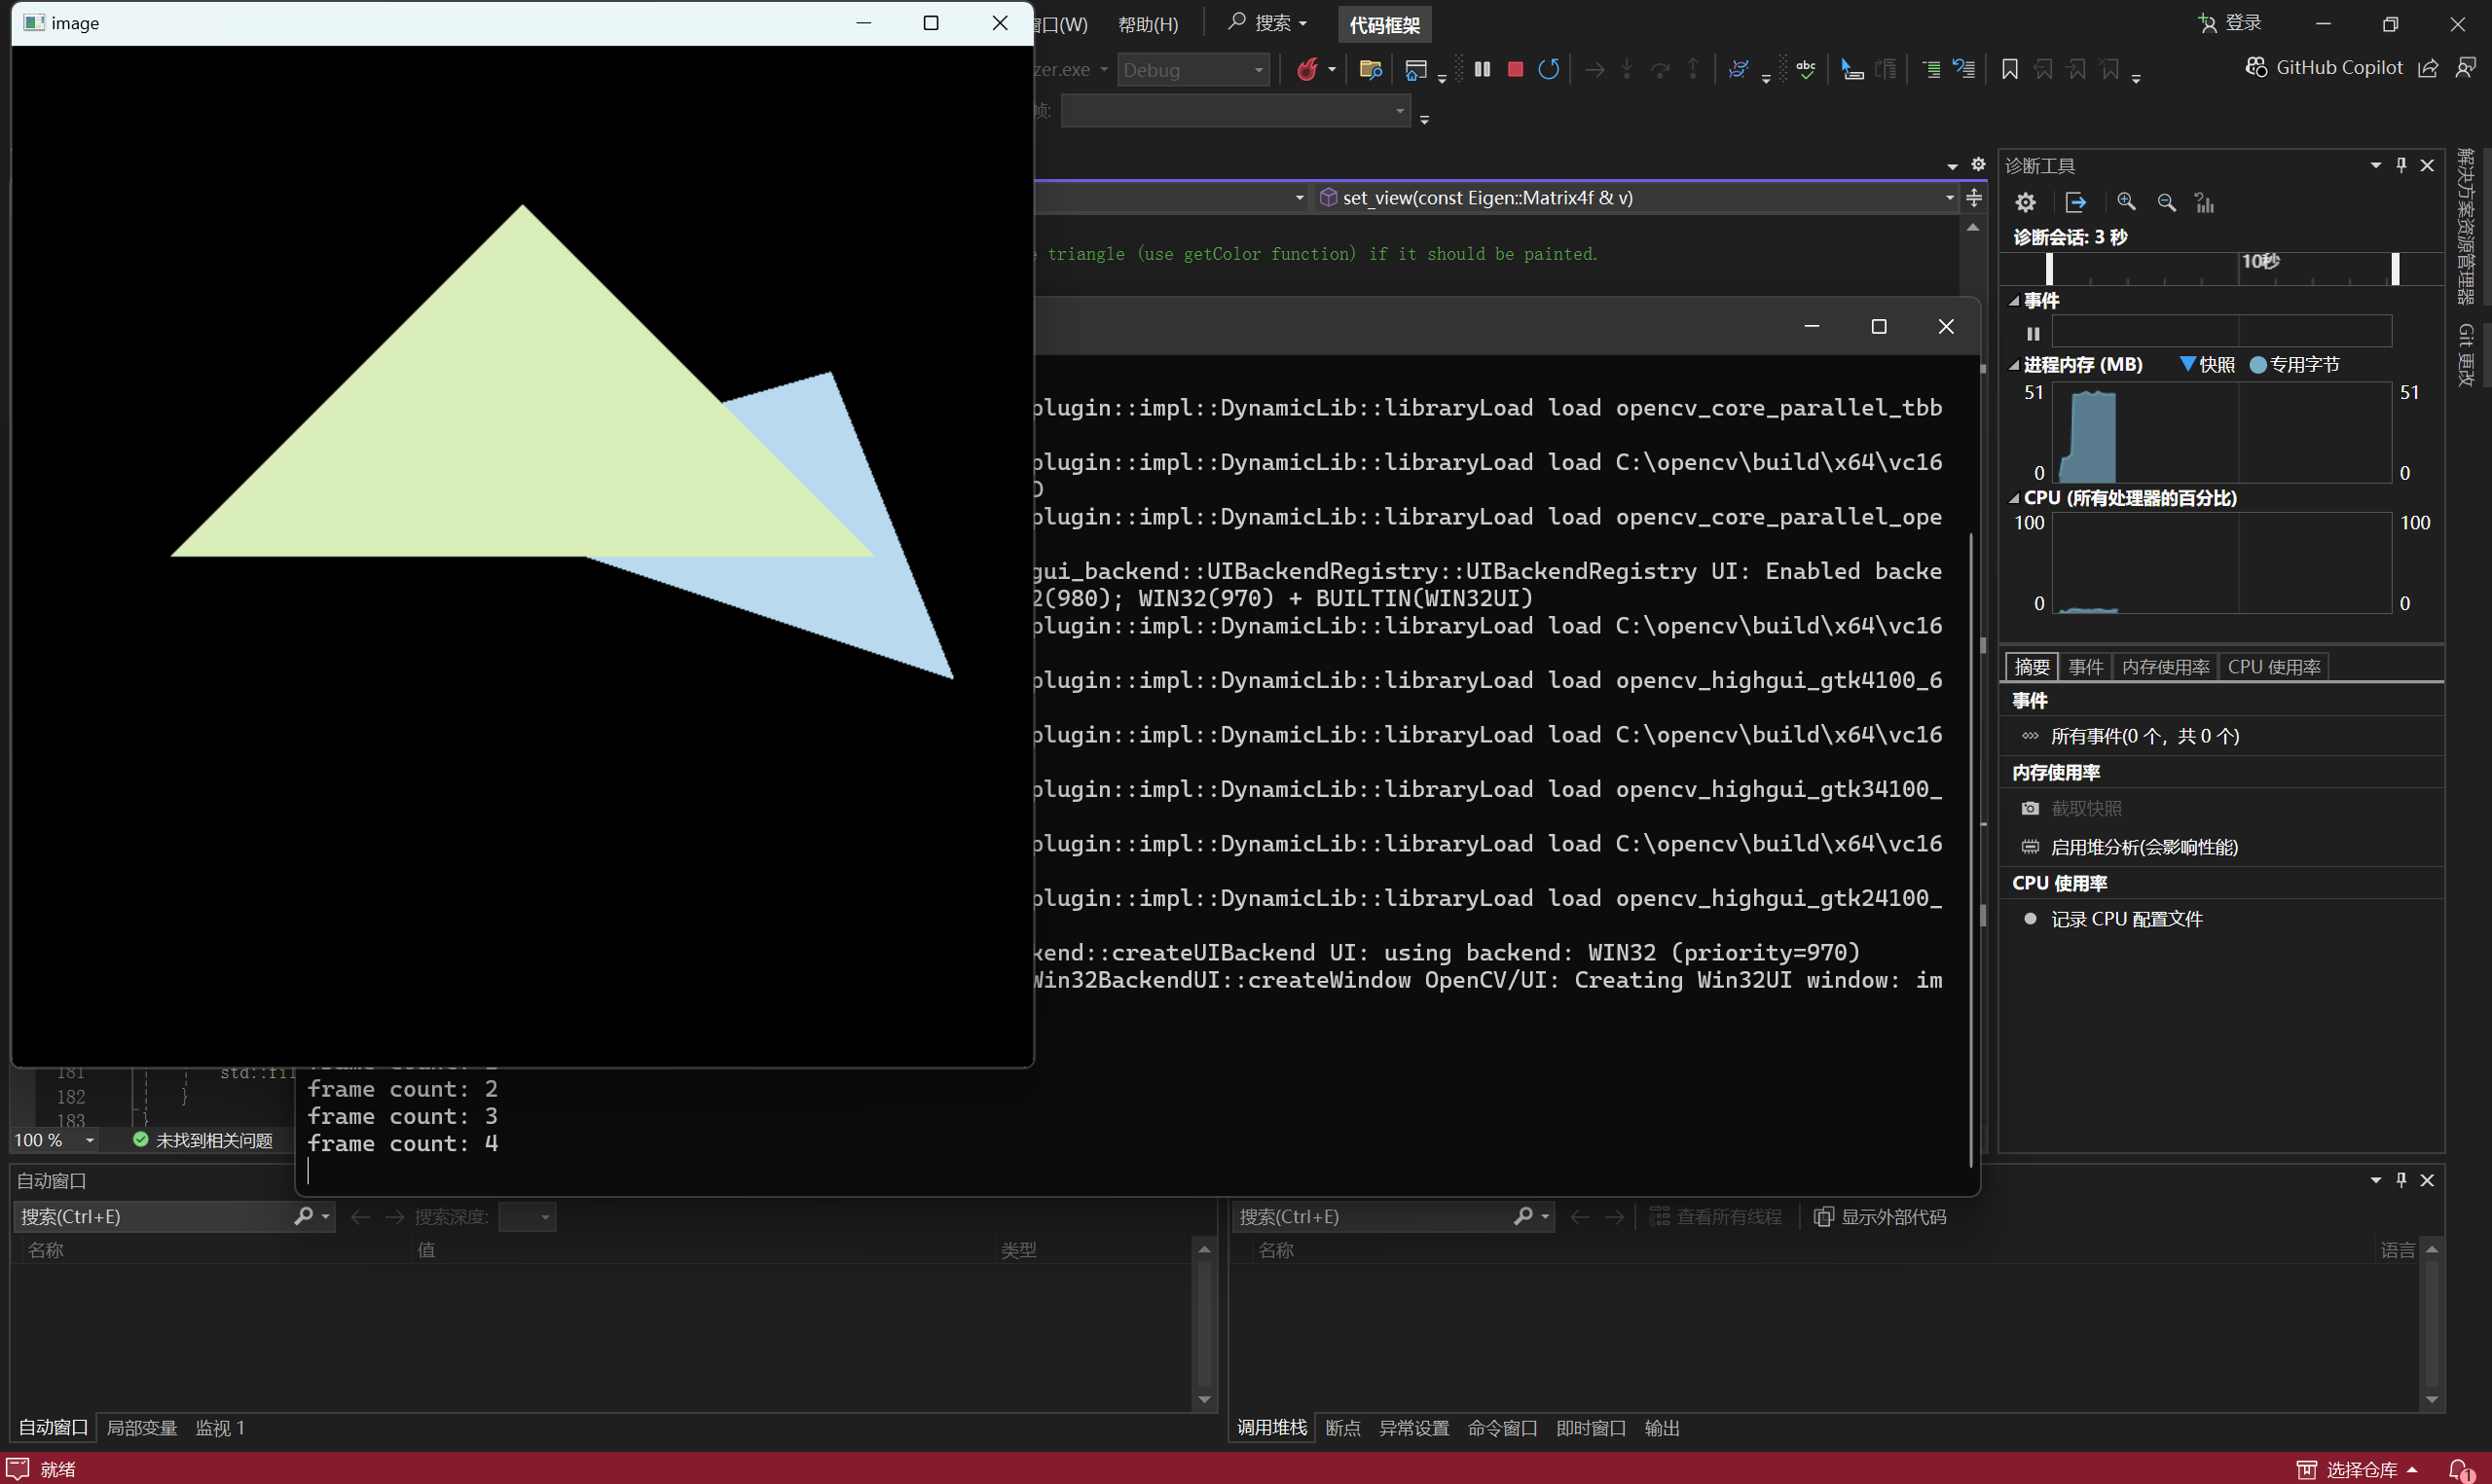 image
窗口(W) 帮助(H) 搜索 代码框架 登录
zer.exe Debug GitHub Copilot
帧:
诊断工具
set_view(const Eigen::Matrix4f & v)
诊断会话: 3 秒
triangle (use getColor function) if it should be painted.
10秒
事件
进程内存 (MB) 快照 专用字节
51 51
0 0
CPU (所有处理器的百分比)
100 100
0 0
摘要 事件 内存使用率 CPU 使用率
事件
所有事件(0 个，共 0 个)
内存使用率
截取快照
启用堆分析(会影响性能)
CPU 使用率
记录 CPU 配置文件
解决方案资源管理器
Git 更改
plugin::impl::DynamicLib::libraryLoad load opencv_core_parallel_tbb
plugin::impl::DynamicLib::libraryLoad load C:\opencv\build\x64\vc16
plugin::impl::DynamicLib::libraryLoad load opencv_core_parallel_ope
gui_backend::UIBackendRegistry::UIBackendRegistry UI: Enabled backe
2(980); WIN32(970) + BUILTIN(WIN32UI)
plugin::impl::DynamicLib::libraryLoad load C:\opencv\build\x64\vc16
plugin::impl::DynamicLib::libraryLoad load opencv_highgui_gtk4100_6
plugin::impl::DynamicLib::libraryLoad load C:\opencv\build\x64\vc16
plugin::impl::DynamicLib::libraryLoad load opencv_highgui_gtk34100_
plugin::impl::DynamicLib::libraryLoad load C:\opencv\build\x64\vc16
plugin::impl::DynamicLib::libraryLoad load opencv_highgui_gtk24100_
kend::createUIBackend UI: using backend: WIN32 (priority=970)
Win32BackendUI::createWindow OpenCV/UI: Creating Win32UI window: im
frame count: 2
frame count: 3
frame count: 4
181 std::fil
182 }
183 }
100 % 未找到相关问题
自动窗口
搜索(Ctrl+E) 搜索深度:
名称 值 类型
自动窗口 局部变量 监视 1
搜索(Ctrl+E) 查看所有线程 显示外部代码
名称 语言
调用堆栈 断点 异常设置 命令窗口 即时窗口 输出
就绪 选择仓库 1